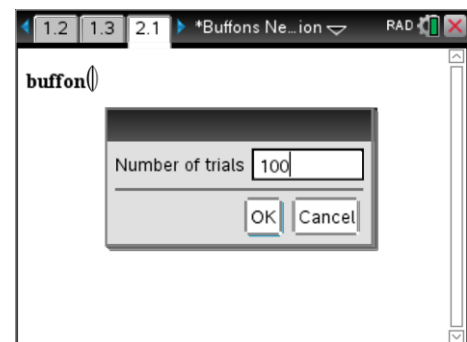 1.2 1.3 2.1 *Buffons Ne...ion RAD
buffon()
Number of trials 100
OK Cancel